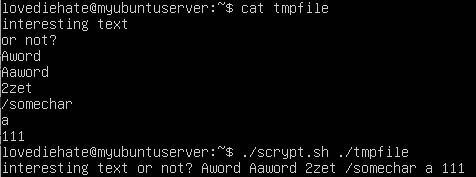 lovediehate@myubuntuserver:~$ cat tmpfile
interesting text
or not?
Aword
Aaword
2zet
/somechar
a
111
lovediehate@myubuntuserver:~$ ./scrypt.sh ./tmpfile
interesting text or not? Aword Aaword 2zet /somechar a 111